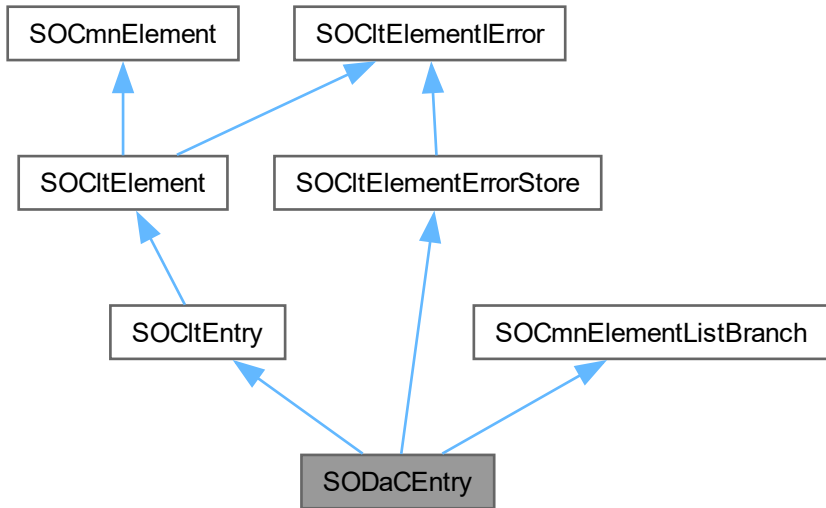 SOCmnElement
SOCltElementIError
SOCltElement
SOCltElementErrorStore
SOCltEntry
SOCmnElementListBranch
SODaCEntry